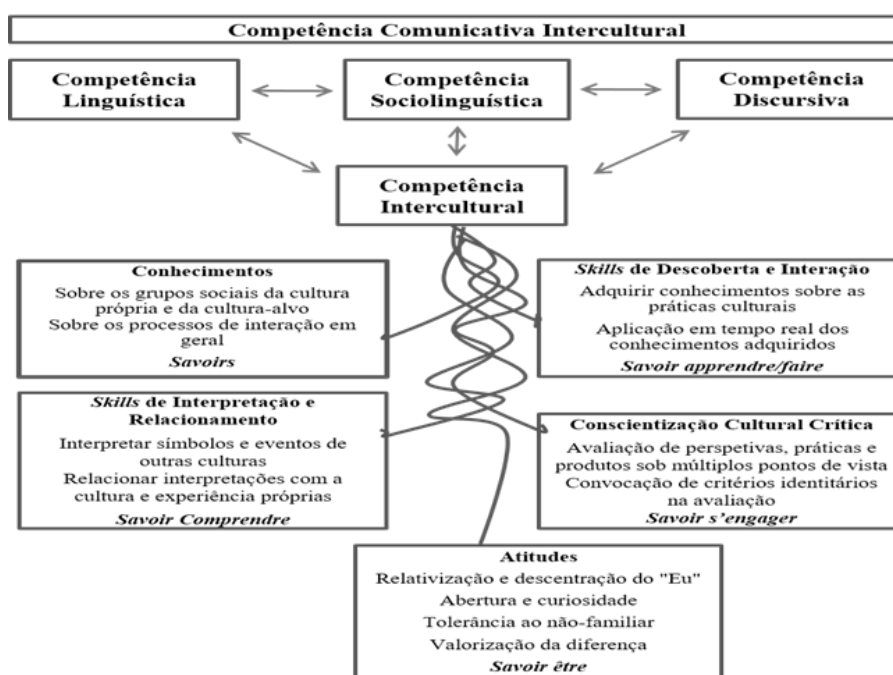 Competência Comunicativa Intercultural
Competência
Linguística
Competência
Sociolinguística
Competência
Discursiva
Competência
Intercultural
Conhecimentos
Sobre os grupos sociais da cultura
própria e da cultura-alvo
Sobre os processos de interação em
geral
Savoirs
Skills de Descoberta e Interação
Adquirir conhecimentos sobre as
práticas culturais
Aplicação em tempo real dos
conhecimentos adquiridos
Savoir apprendre/faire
Skills de Interpretação e
Relacionamento
Interpretar símbolos e eventos de
outras culturas
Relacionar interpretações com a
cultura e experiência próprias
Savoir Comprendre
Conscientização Cultural Crítica
Avaliação de perspetivas, práticas e
produtos sob múltiplos pontos de vista
Convocação de critérios identitários
na avaliação
Savoir s'engager
Atitudes
Relativização e descentração do "Eu"
Abertura e curiosidade
Tolerância ao não-familiar
Valorização da diferença
Savoir être